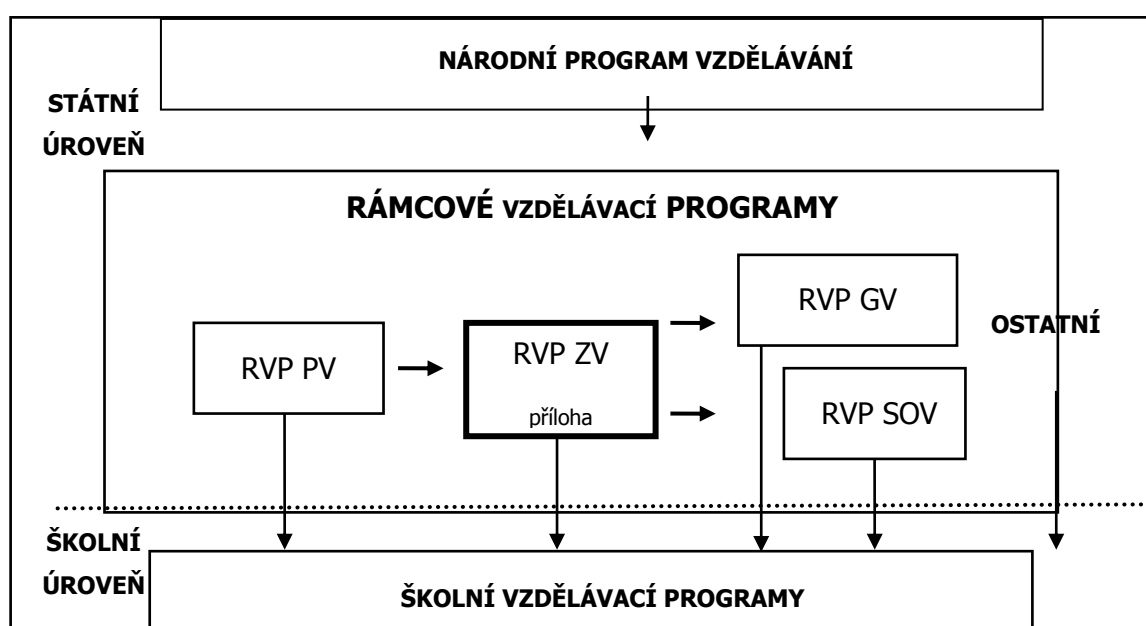 NÁRODNÍ PROGRAM VZDĚLÁVÁNÍ
STÁTNÍ
ÚROVEŇ
RÁMCOVÉ VZDĚLÁVACÍ PROGRAMY
RVP GV
OSTATNÍ
RVP PV
RVP ZV
příloha
RVP SOV
ŠKOLNÍ
ÚROVEŇ
ŠKOLNÍ VZDĚLÁVACÍ PROGRAMY